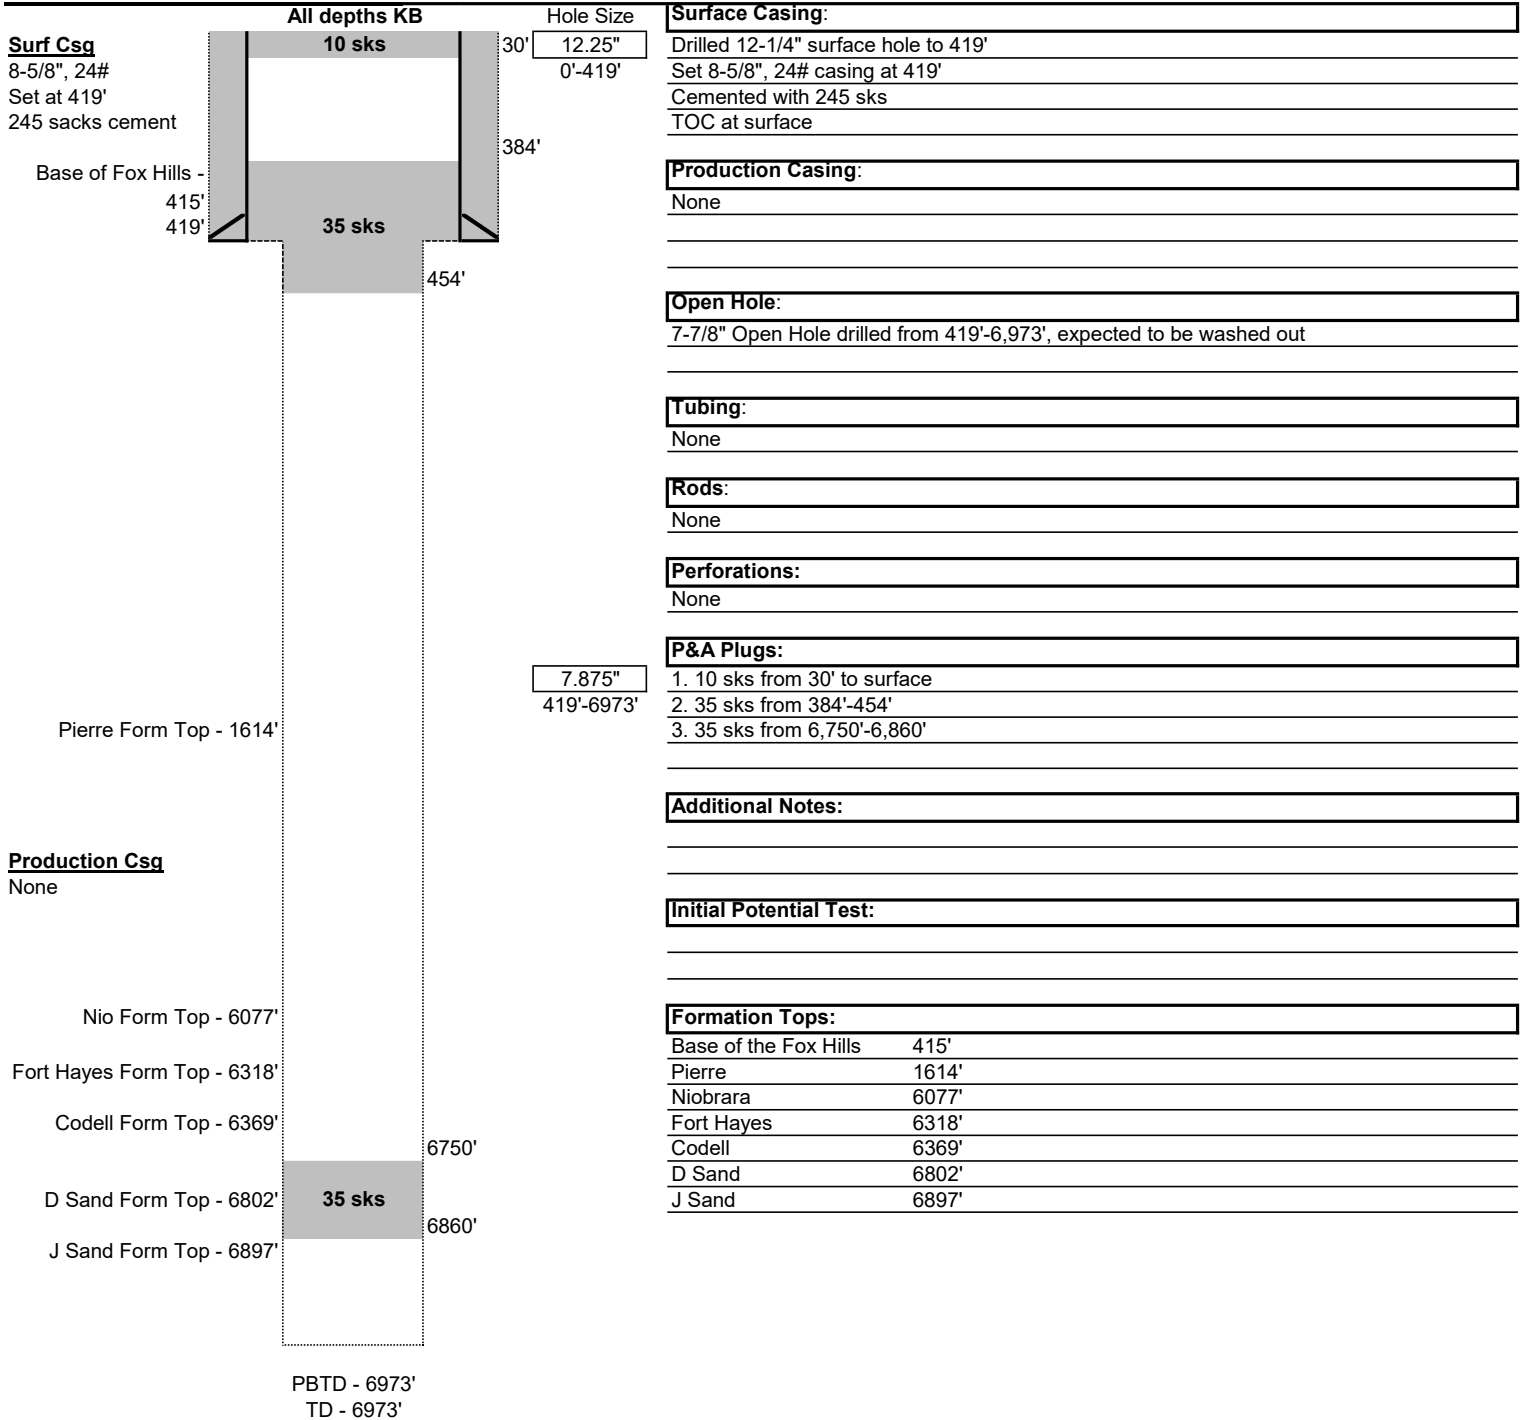 All depths KB
Hole Size
Surf Csg
8-5/8", 24#
Set at 419'
245 sacks cement
10 sks
30'
12.25"
0'-419'
384'
Base of Fox Hills -
415'
419'
35 sks
454'
7.875"
419'-6973'
Pierre Form Top - 1614'
Production Csg
None
Nio Form Top - 6077'
Fort Hayes Form Top - 6318'
Codell Form Top - 6369'
6750'
D Sand Form Top - 6802'
35 sks
6860'
J Sand Form Top - 6897'
PBTD - 6973'
TD - 6973'
Surface Casing:
Drilled 12-1/4" surface hole to 419'
Set 8-5/8", 24# casing at 419'
Cemented with 245 sks
TOC at surface
Production Casing:
None
Open Hole:
7-7/8" Open Hole drilled from 419'-6,973', expected to be washed out
Tubing:
None
Rods:
None
Perforations:
None
P&A Plugs:
1. 10 sks from 30' to surface
2. 35 sks from 384'-454'
3. 35 sks from 6,750'-6,860'
Additional Notes:
Initial Potential Test:
Formation Tops:
Base of the Fox Hills 415'
Pierre 1614'
Niobrara 6077'
Fort Hayes 6318'
Codell 6369'
D Sand 6802'
J Sand 6897'